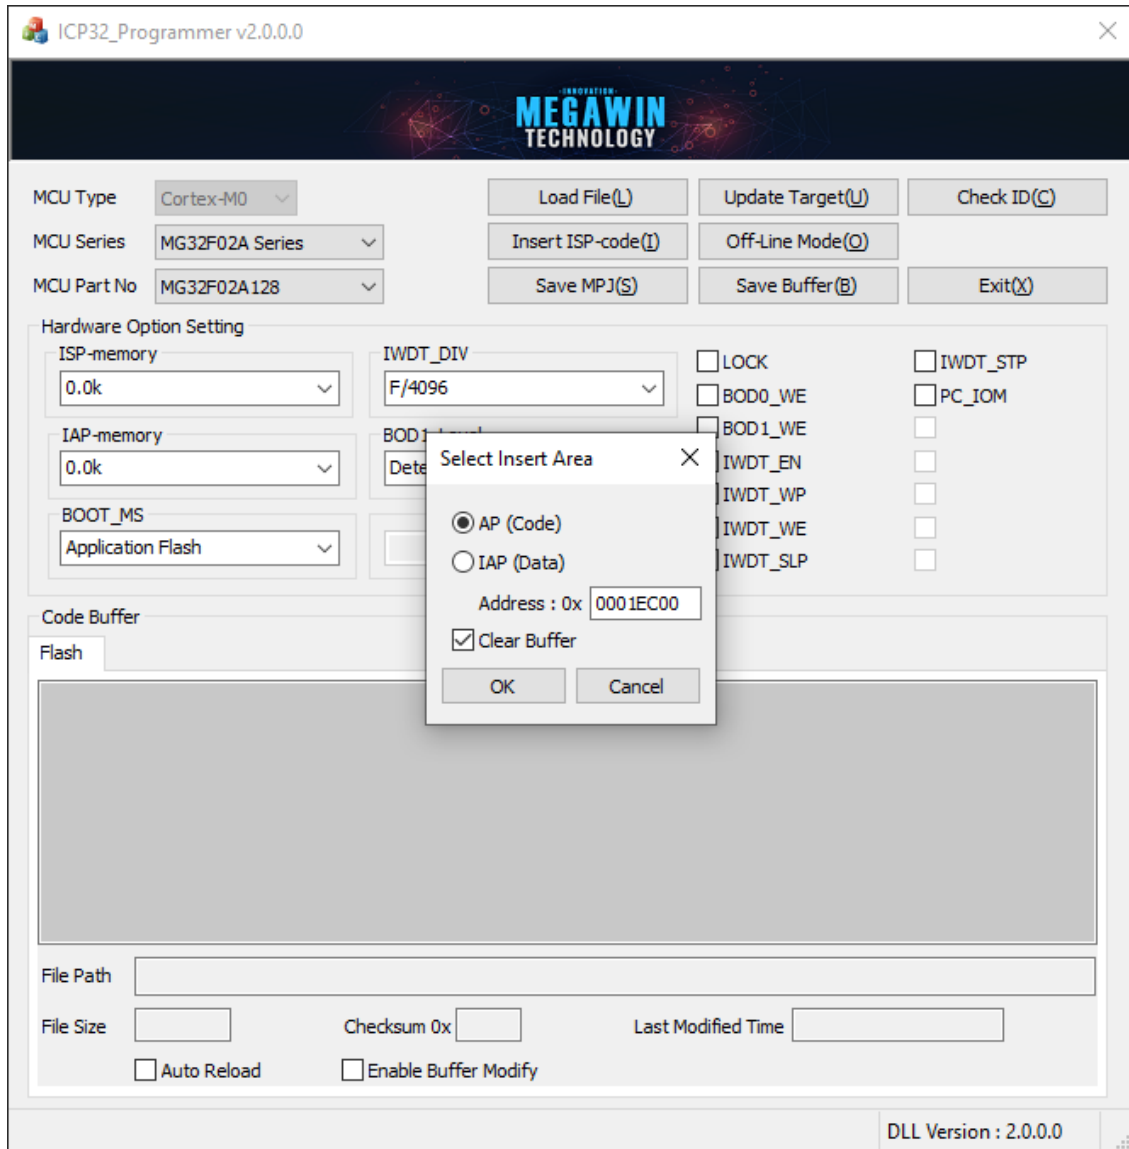 ICP32_Programmer v2.0.0.0
-INNOVATION-
MEGAWIN
TECHNOLOGY
MCU Type Cortex-M0 Load File(L) Update Target(U) Check ID(C)
MCU Series MG32F02A Series Insert ISP-code(I) Off-Line Mode(O)
MCU Part No MG32F02A128 Save MPJ(S) Save Buffer(B) Exit(X)
Hardware Option Setting
ISP-memory IWDT_DIV
0.0k F/4096 LOCK IWDT_STP
BOD0_WE PC_IOM
IAP-memory BOD1 BOD1_WE
0.0k Dete IWDT_EN
IWDT_WP
BOOT_MS
Application Flash IWDT_WE
IWDT_SLP
Select Insert Area
AP (Code)
IAP (Data)
Address : 0x 0001EC00
Clear Buffer
OK Cancel
Code Buffer
Flash
File Path
File Size Checksum 0x Last Modified Time
Auto Reload Enable Buffer Modify
DLL Version : 2.0.0.0